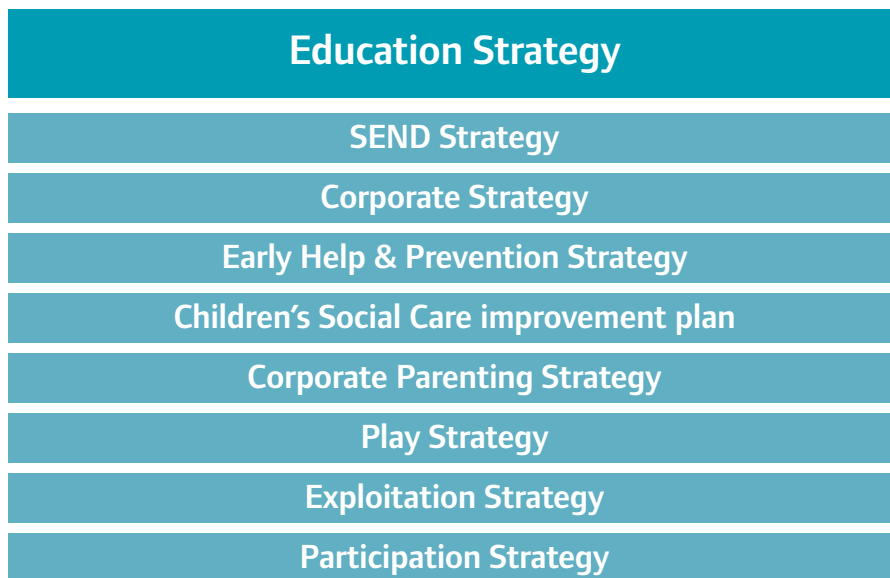 Education Strategy
SEND Strategy
Corporate Strategy
Early Help & Prevention Strategy
Children's Social Care improvement plan
Corporate Parenting Strategy
Play Strategy
Exploitation Strategy
Participation Strategy